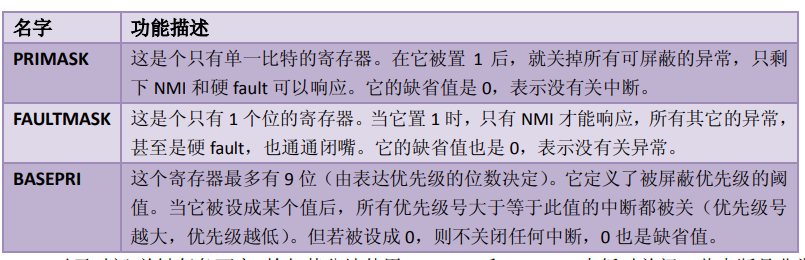 名字 功能描述
PRIMASK 这是个只有单一比特的寄存器。在它被置 1 后，就关掉所有可屏蔽的异常，只剩
下 NMI 和硬 fault 可以响应。它的缺省值是 0，表示没有关中断。
FAULTMASK 这是个只有 1 个位的寄存器。当它置 1 时，只有 NMI 才能响应，所有其它的异常，
甚至是硬 fault，也通通闭嘴。它的缺省值也是 0，表示没有关异常。
BASEPRI 这个寄存器最多有 9 位（由表达优先级的位数决定）。它定义了被屏蔽优先级的阈
值。当它被设成某个值后，所有优先级号大于等于此值的中断都被关（优先级号
越大，优先级越低）。但若被设成 0，则不关闭任何中断，0 也是缺省值。